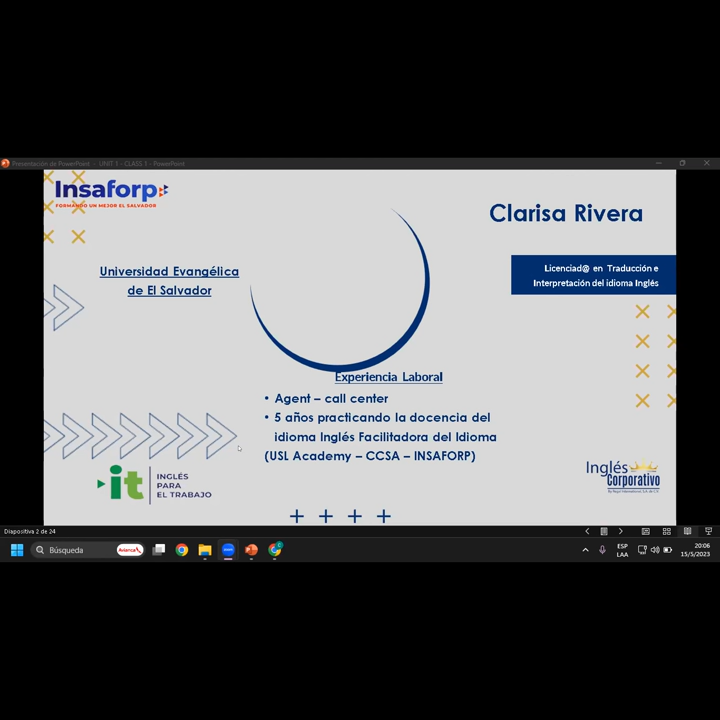 Presentación de PowerPoint - UNIT 1 - CLASS 1 - PowerPoint
Insaforp
FORMANDO UN MEJOR EL SALVADOR
Clarisa Rivera
Universidad Evangélica
de El Salvador
Licenciad@ en Traducción e
Interpretación del idioma Inglés
Experiencia Laboral
• Agent – call center
• 5 años practicando la docencia del
idioma Inglés Facilitadora del Idioma
(USL Academy – CCSA – INSAFORP)
it
INGLÉS
PARA
EL TRABAJO
Inglés
Corporativo
Diapositiva 2 de 24
Búsqueda
ESP
LAA
20:06
15/5/2023